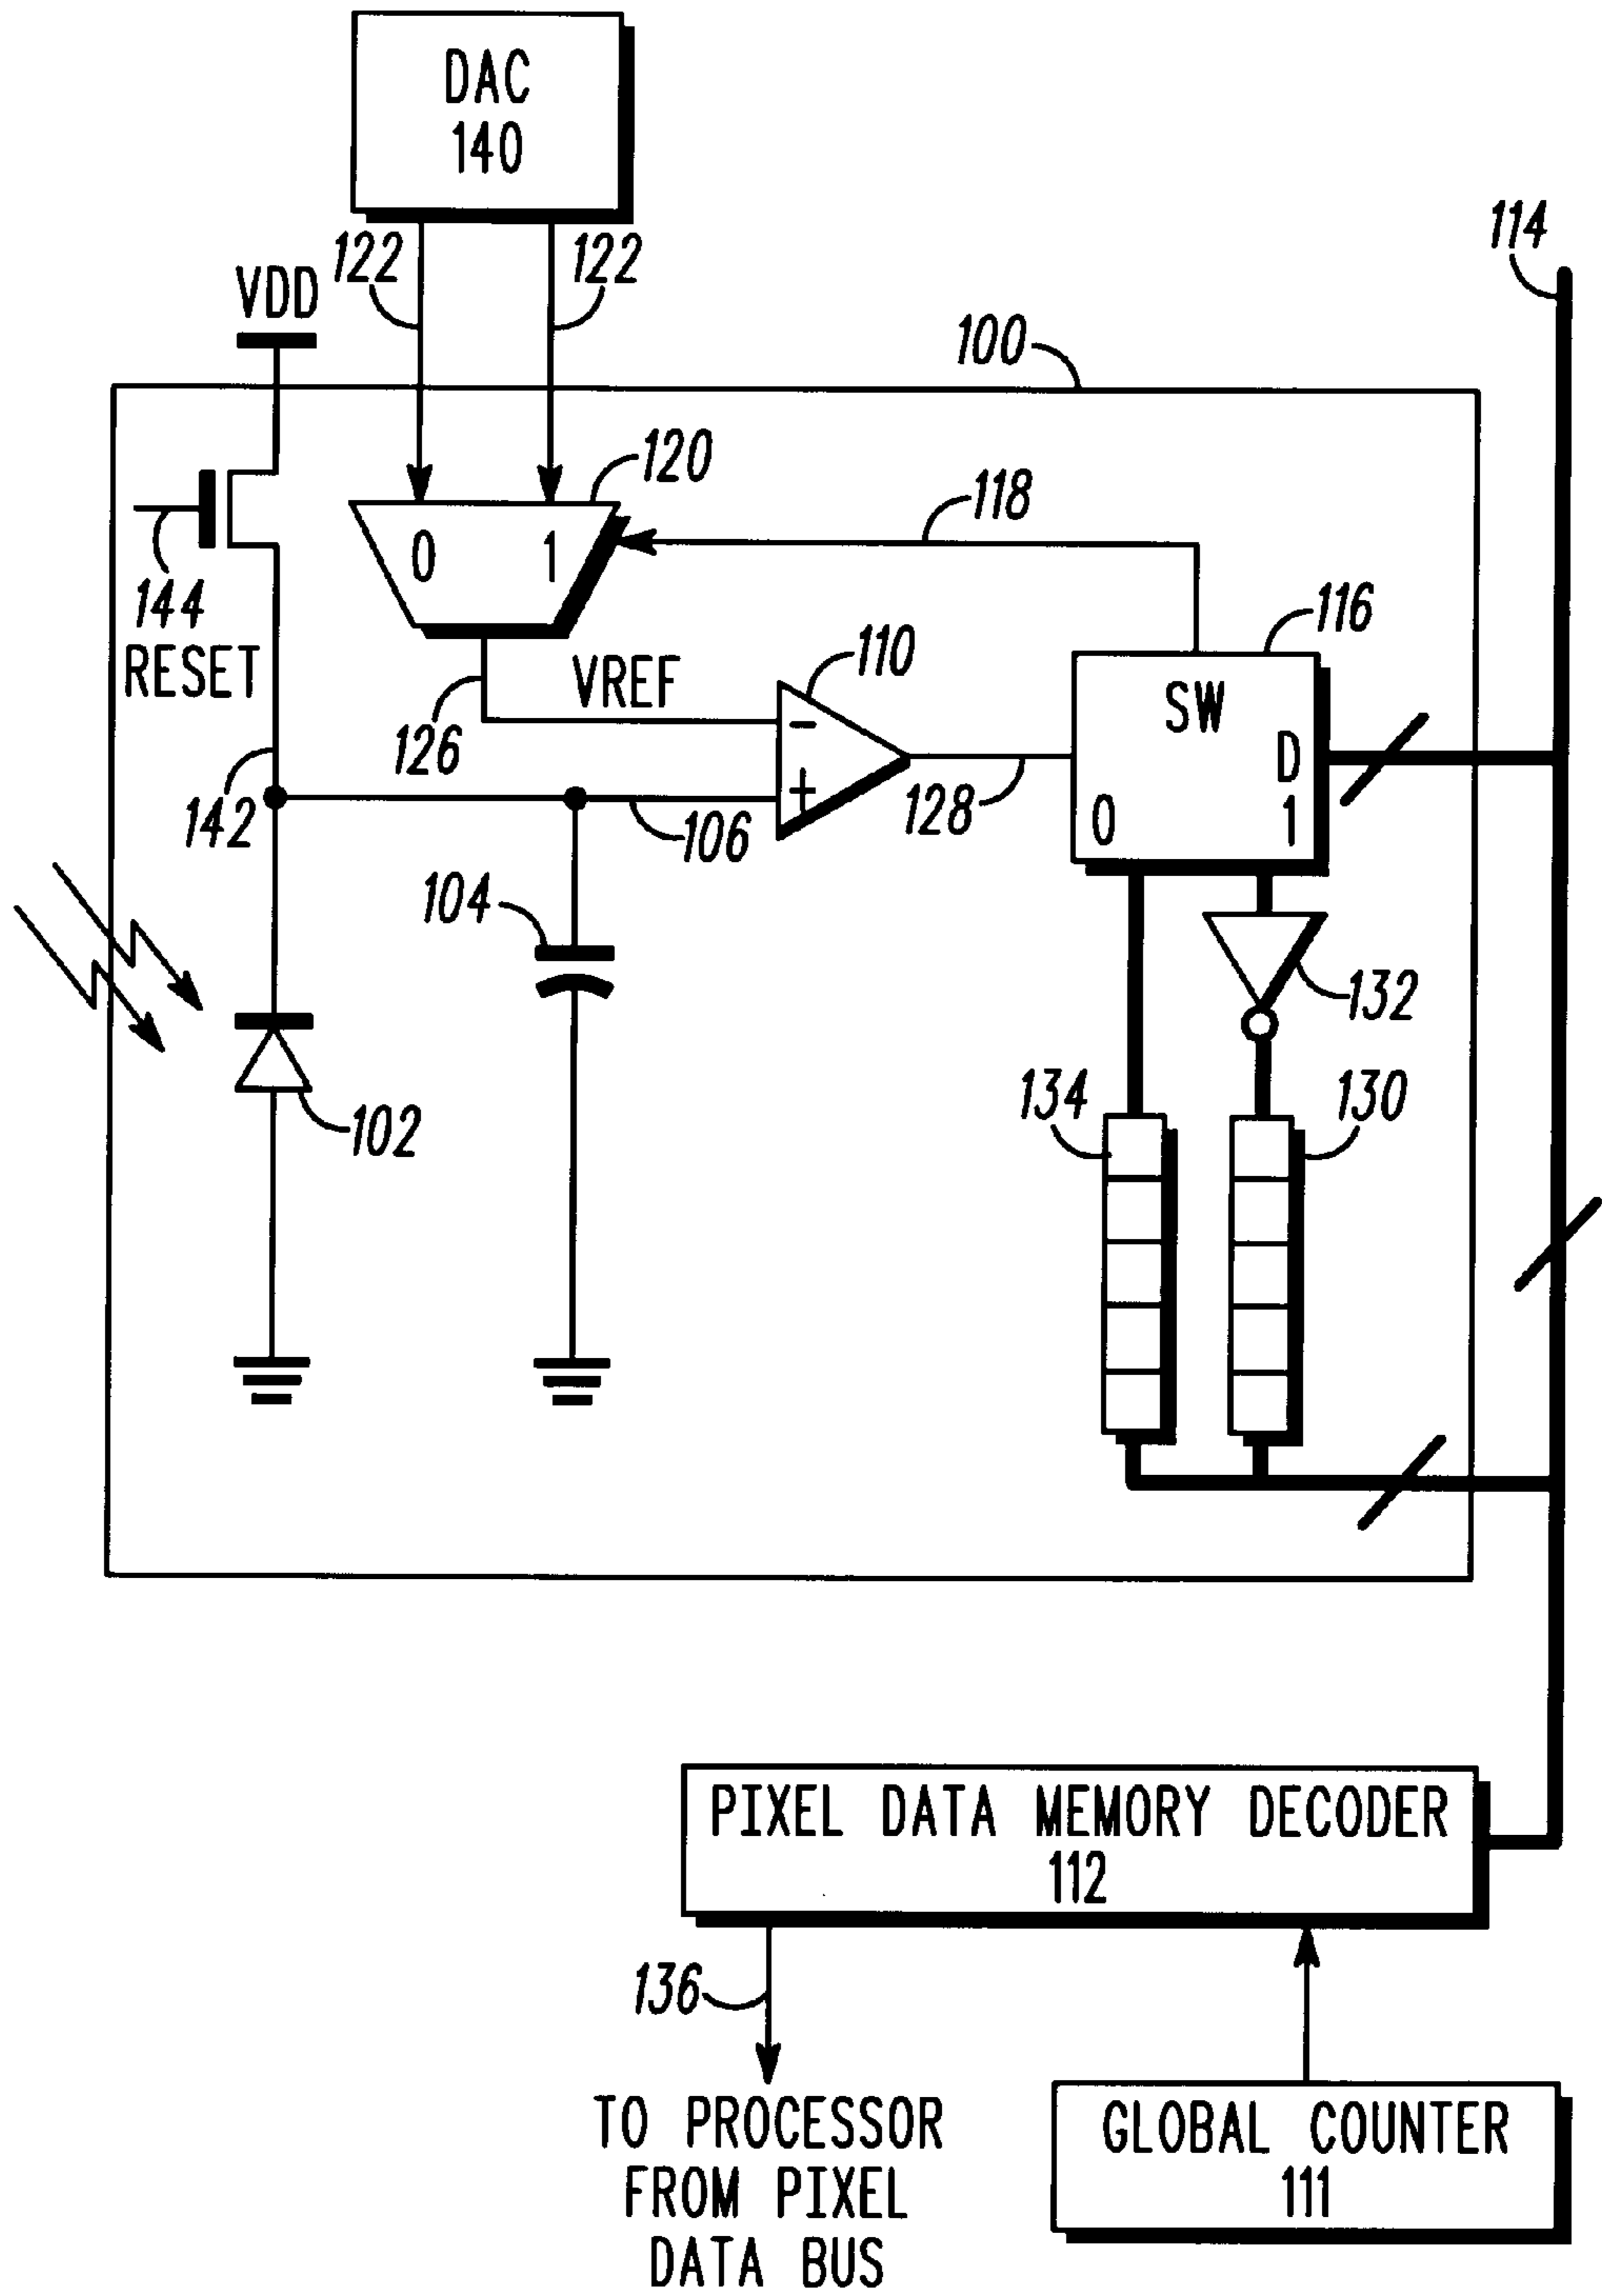 DAC
140
114
122
122
VDD
100
120
118
0
1
144
RESET
116
110
VREF
SW
126
-
D
142
+
106
128
0
1
104
132
134
130
102
PIXEL DATA MEMORY DECODER
112
136
TO PROCESSOR
FROM PIXEL
DATA BUS
GLOBAL COUNTER
111